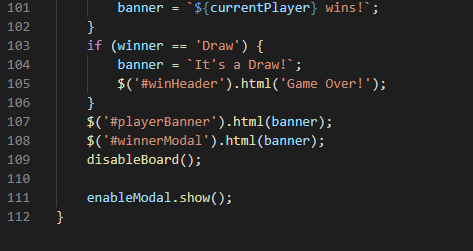 101 banner = `${currentPlayer} wins!`;
102 }
103 if (winner == 'Draw') {
104 banner = `It's a Draw!`;
105 $('#winHeader').html('Game Over!');
106 }
107 $('#playerBanner').html(banner);
108 $('#winnerModal').html(banner);
109 disableBoard();
110
111 enableModal.show();
112 }